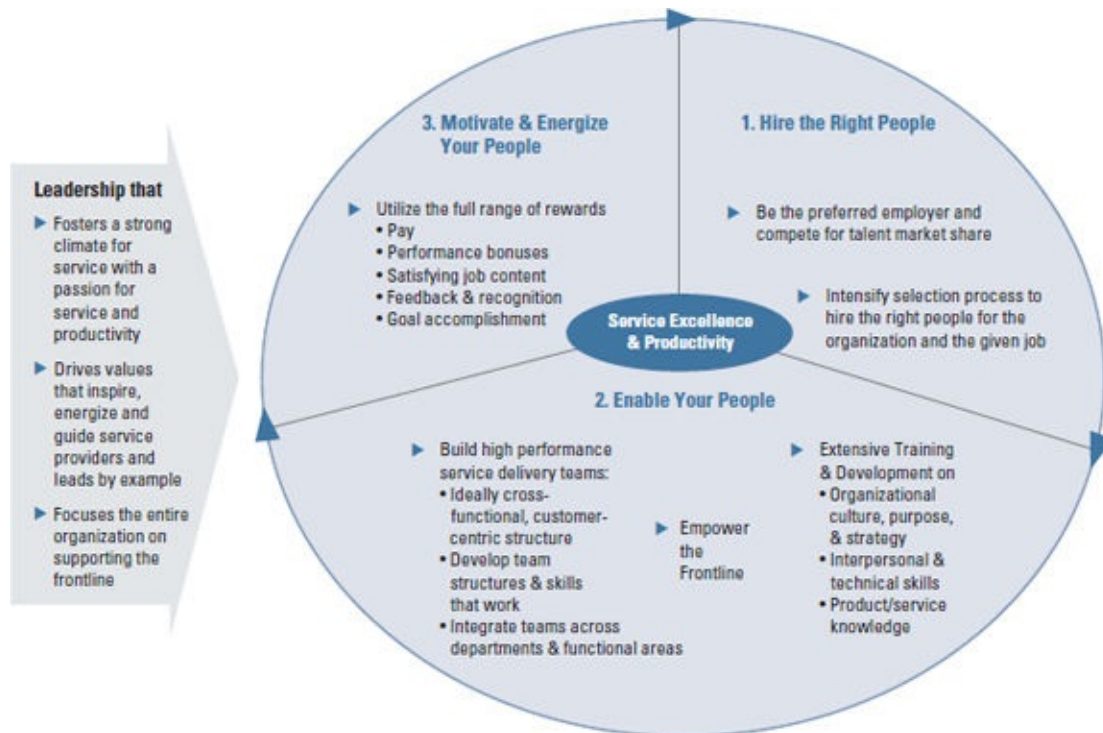 Leadership that
Fosters a strong
climate for
service with a
passion for
service and
productivity
Drives values
that inspire,
energize and
guide service
providers and
leads by example
Focuses the entire
organization on
supporting the
frontline
3. Motivate & Energize
Your People
Utilize the full range of rewards
• Pay
• Performance bonuses
• Satisfying job content
• Feedback & recognition
• Goal accomplishment
1. Hire the Right People
Be the preferred employer and
compete for talent market share
Intensify selection process to
hire the right people for the
organization and the given job
Service Excellence
& Productivity
2. Enable Your People
Build high performance
service delivery teams:
• Ideally cross-
functional, customer-
centric structure
• Develop team
structures & skills
that work
• Integrate teams across
departments & functional areas
Empower
the
Frontline
Extensive Training
& Development on
• Organizational
culture, purpose,
& strategy
• Interpersonal &
technical skills
• Product/service
knowledge